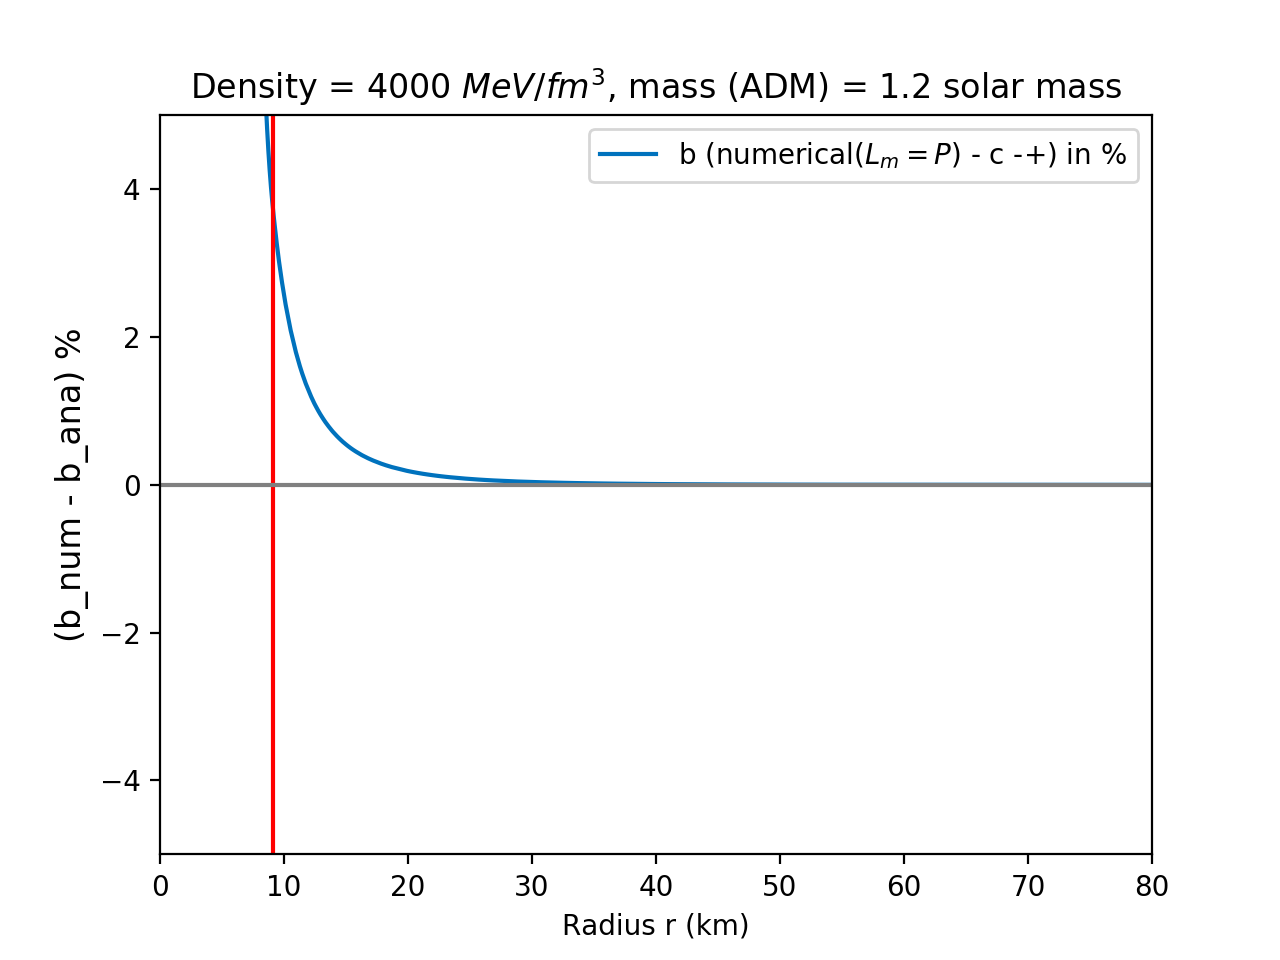 Density = 4000 MeV/fm³, mass (ADM) = 1.2 solar mass
b (numerical(Lₘ = P) - c -+) in %
(b_num - b_ana) %
4
2
0
−2
−4
0 10 20 30 40 50 60 70 80
Radius r (km)